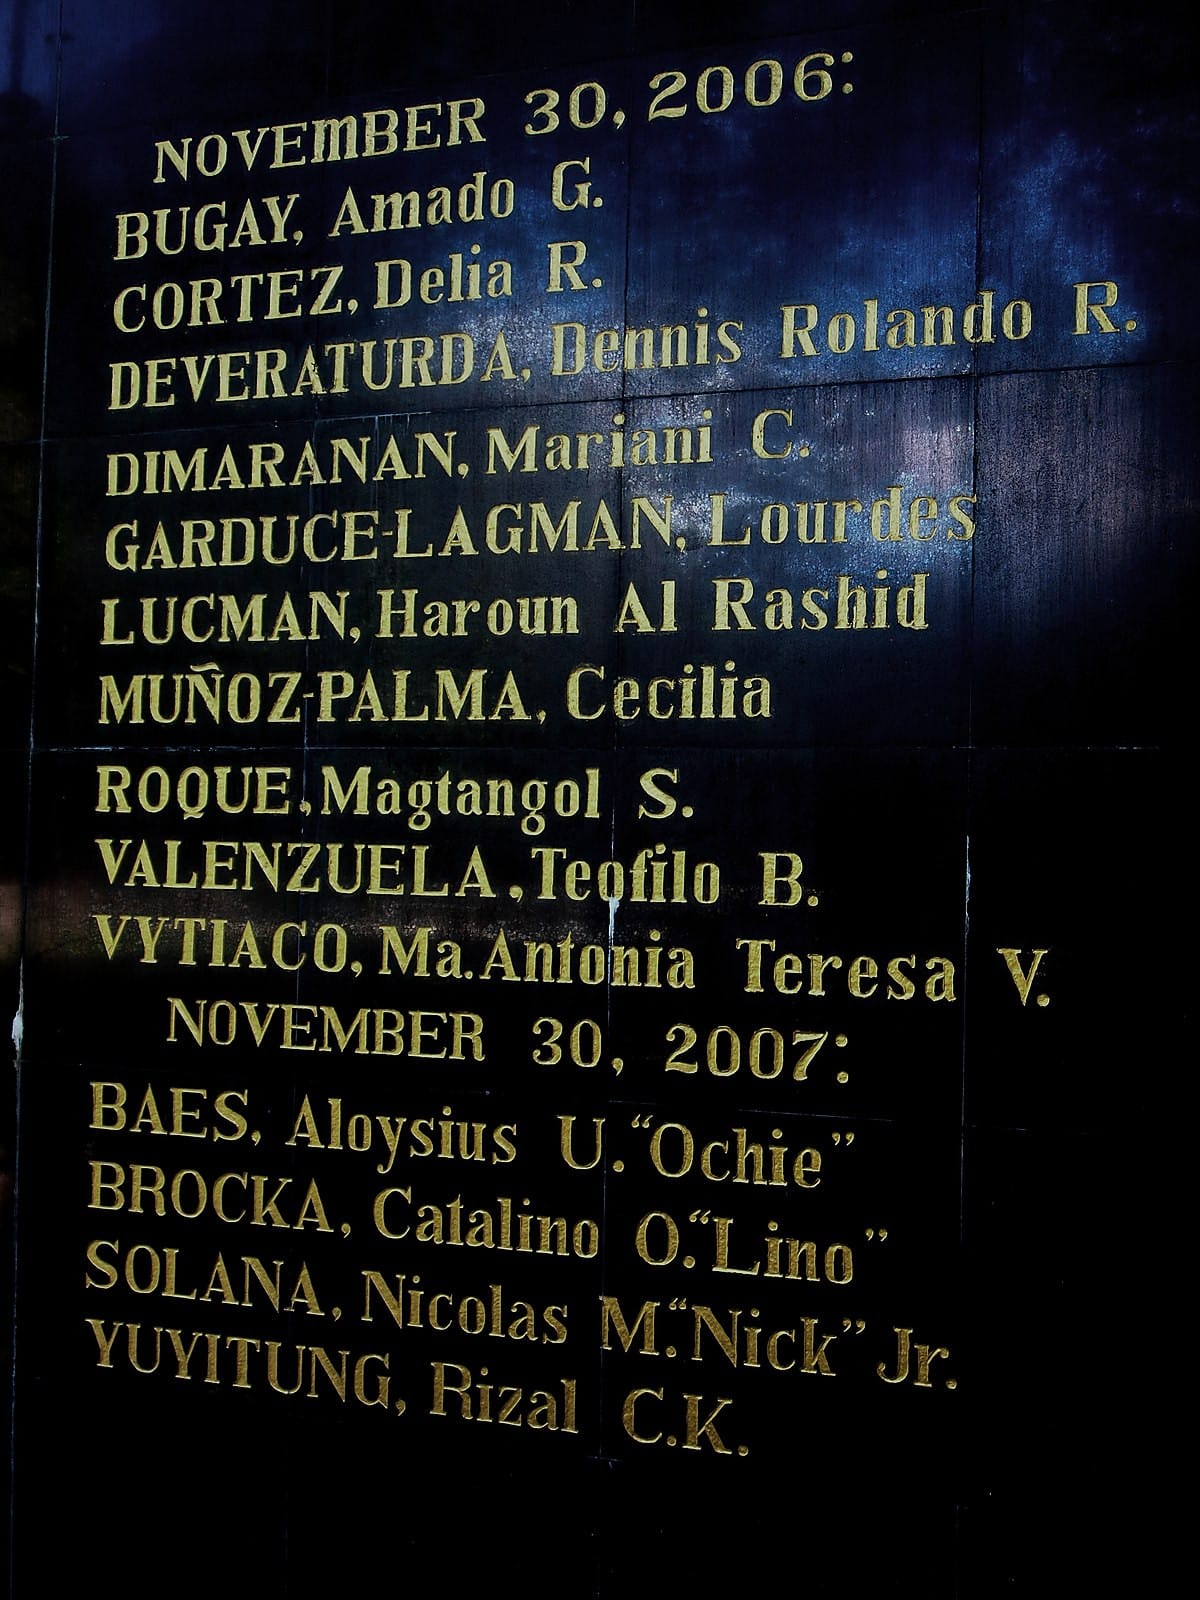 NOVEMBER 30, 2006:
BUGAY, Amado G.
CORTEZ, Delia R.
DEVERATURDA, Dennis Rolando R.
DIMARANAN, Mariani C.
GARDUCE-LAGMAN, Lourdes
LUCMAN, Haroun Al Rashid
MUÑOZ-PALMA, Cecilia
ROQUE, Magtangol S.
VALENZUELA, Teofilo B.
VYTIACO, Ma. Antonia Teresa V.
NOVEMBER 30, 2007:
BAES, Aloysius U. “Ochie”
BROCKA, Catalino O. “Lino”
SOLANA, Nicolas M. “Nick” Jr.
YUYITUNG, Rizal C.K.